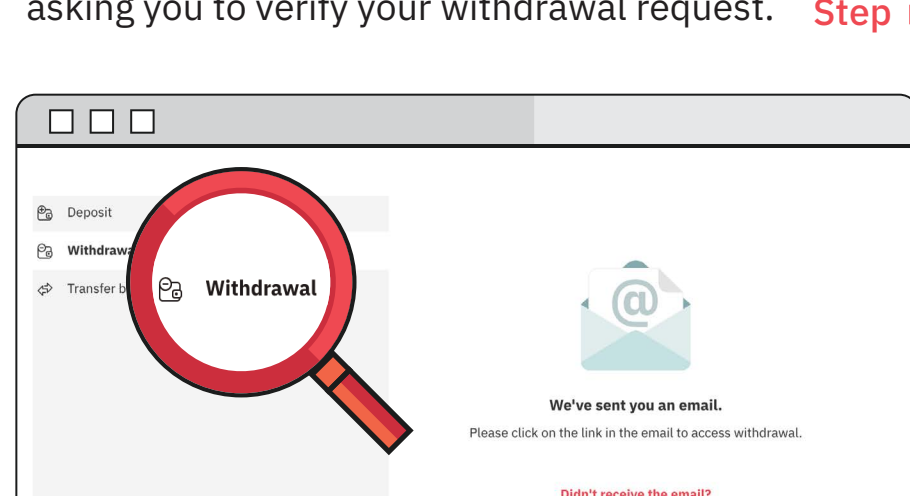 asking you to verify your withdrawal request.
Step
Deposit
Withdrawa
Transfer b
Withdrawal
We've sent you an email.
Please click on the link in the email to access withdrawal.
Didn't receive the email?